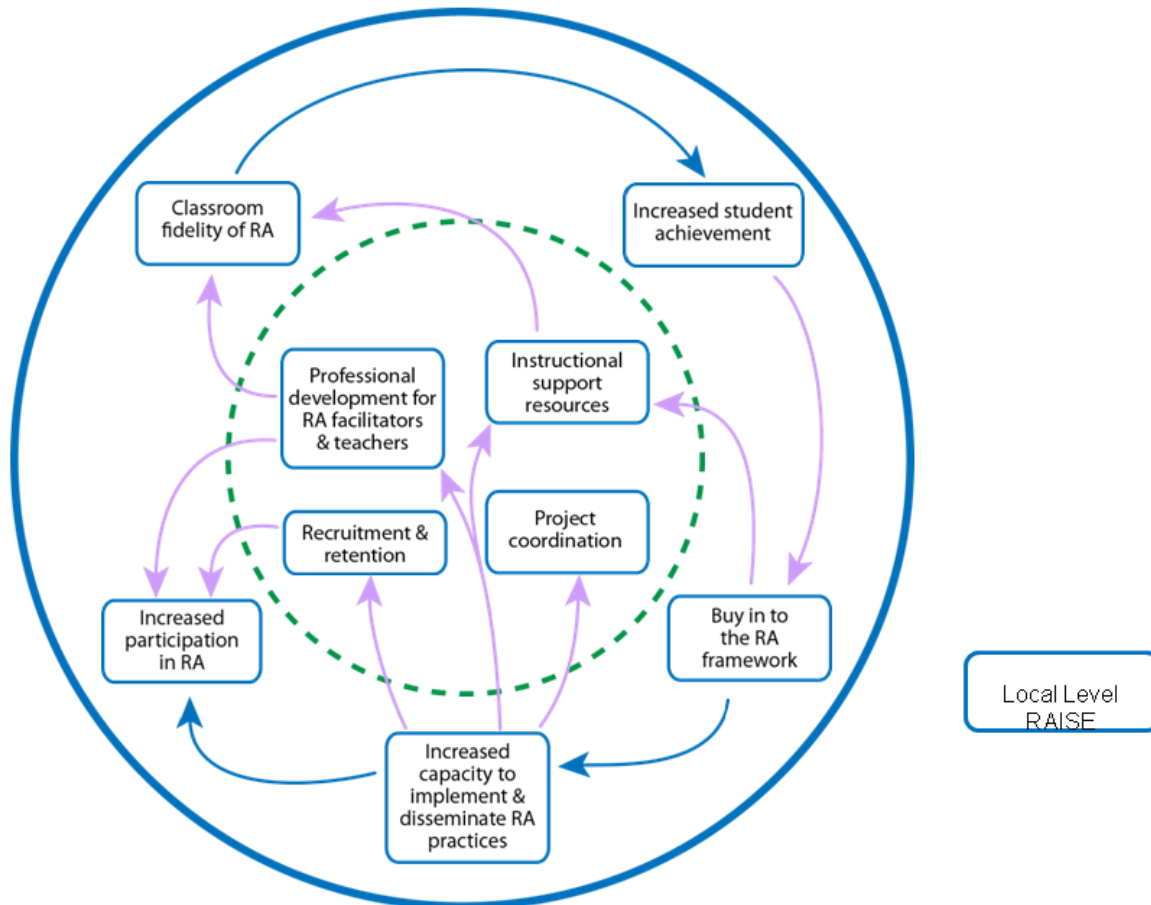 Classroom
fidelity of RA
Increased student
achievement
Professional
development for
RA facilitators
& teachers
Instructional
support
resources
Recruitment &
retention
Project
coordination
Increased
participation
in RA
Buy in to
the RA
framework
Increased
capacity to
implement &
disseminate RA
practices
Local Level
RAISE